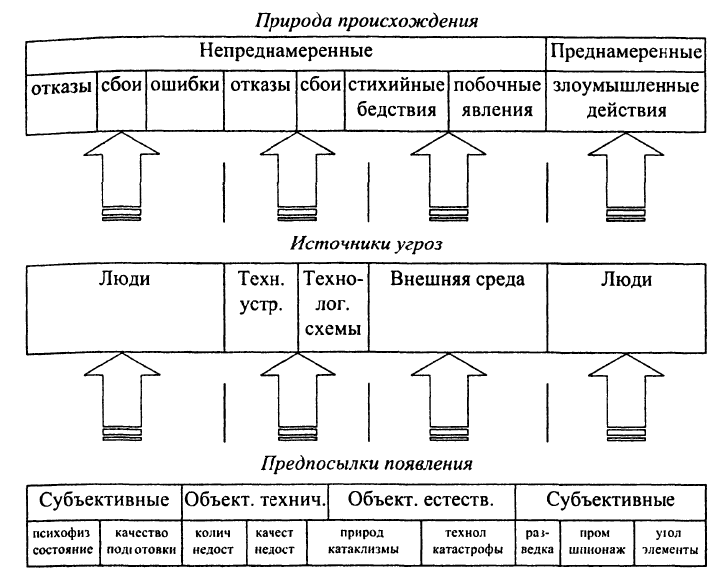 Природа происхождения
Непреднамеренные Преднамеренные
отказы сбои ошибки отказы сбои стихийные побочные злоумышленные
бедствия явления действия
Источники угроз
Люди Техн. Техно- Внешняя среда Люди
устр. лог.
схемы
Предпосылки появления
Субъективные Объект. технич. Объект. естеств. Субъективные
психофиз качество колич качест природ технол раз- пром угол
состояние подготовки недост недост катаклизмы катастрофы ведка шпионаж элементы